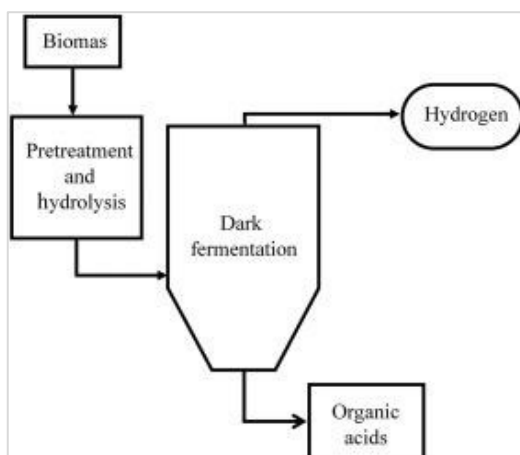 Biomas
Pretreatment
and
hydrolysis
Dark
fermentation
Hydrogen
Organic
acids